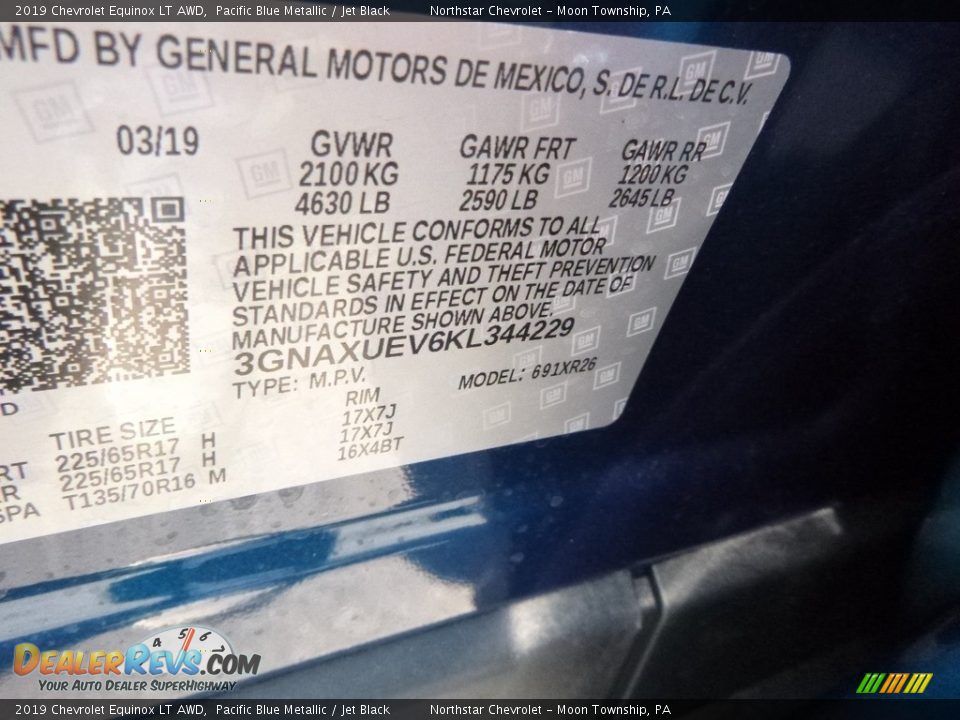 2019 Chevrolet Equinox LT AWD, Pacific Blue Metallic / Jet Black Northstar Chevrolet - Moon Township, PA
MFD BY GENERAL MOTORS DE MEXICO, S. DE R.L. DE C.V.
03/19 GVWR GAWR FRT GAWR RR
2100 KG 1175 KG 1200 KG
4630 LB 2590 LB 2645 LB
THIS VEHICLE CONFORMS TO ALL
APPLICABLE U.S. FEDERAL MOTOR
VEHICLE SAFETY AND THEFT PREVENTION
STANDARDS IN EFFECT ON THE DATE OF
MANUFACTURE SHOWN ABOVE.
3GNAXUEV6KL344229
TYPE: M.P.V. MODEL: 691XR26
TIRE SIZE RIM
RT 225/65R17 H 17X7J
R 225/65R17 H 17X7J
SPA T135/70R16 M 16X4BT
4 5 6
DealerRevs.com
Your Auto Dealer SuperHighway
2019 Chevrolet Equinox LT AWD, Pacific Blue Metallic / Jet Black Northstar Chevrolet - Moon Township, PA